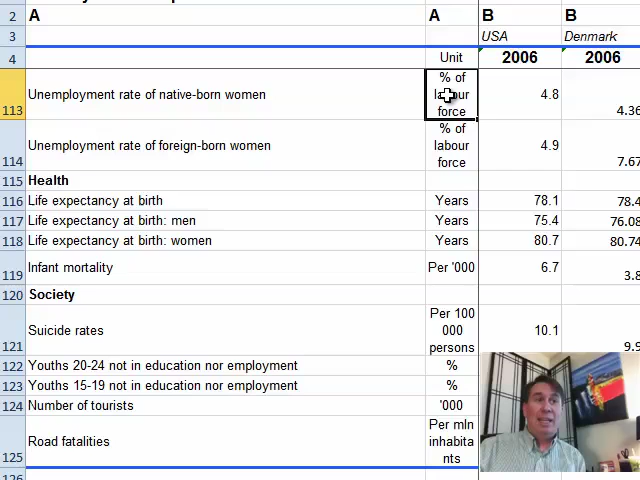 2 A A B B
3 USA Denmark
4 Unit 2006 2006
113 Unemployment rate of native-born women % of labour force 4.8 4.36
114 Unemployment rate of foreign-born women % of labour force 4.9 7.67
115 Health
116 Life expectancy at birth Years 78.1 78.4
117 Life expectancy at birth: men Years 75.4 76.08
118 Life expectancy at birth: women Years 80.7 80.74
119 Infant mortality Per '000 6.7 3.8
120 Society
121 Suicide rates Per 100 000 persons 10.1 9.9
122 Youths 20-24 not in education nor employment %
123 Youths 15-19 not in education nor employment %
124 Number of tourists '000
125 Road fatalities Per mln inhabita nts
126